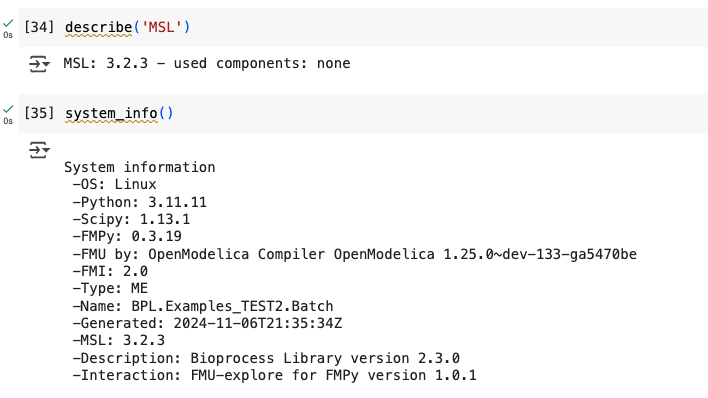 0s [34] describe('MSL')
MSL: 3.2.3 – used components: none
0s [35] system_info()
System information
-OS: Linux
-Python: 3.11.11
-Scipy: 1.13.1
-FMPy: 0.3.19
-FMU by: OpenModelica Compiler OpenModelica 1.25.0~dev-133-ga5470be
-FMI: 2.0
-Type: ME
-Name: BPL.Examples_TEST2.Batch
-Generated: 2024-11-06T21:35:34Z
-MSL: 3.2.3
-Description: Bioprocess Library version 2.3.0
-Interaction: FMU-explore for FMPy version 1.0.1